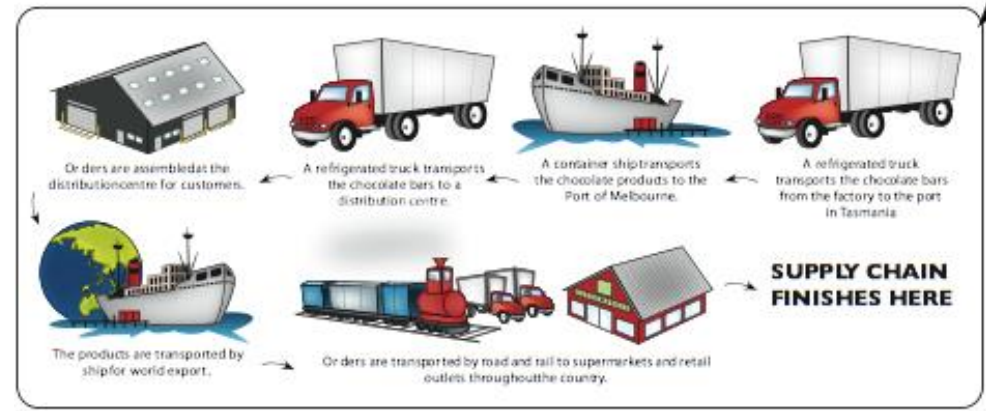 Or ders are assembledat the
distributioncentre for customers.
A refrigerated truck transports
the chocolate bars to a
distribution centre.
A container shiptransports
the chocolate products to the
Port of Melbourne.
A refrigerated truck
transports the chocolate bars
from the factory to the port
in Tasmania
The products are transported by
shipfor world export.
Or ders are transported by road and rail to supermarkets and retail
outlets throughoutthe country.
SUPPLY CHAIN
FINISHES HERE